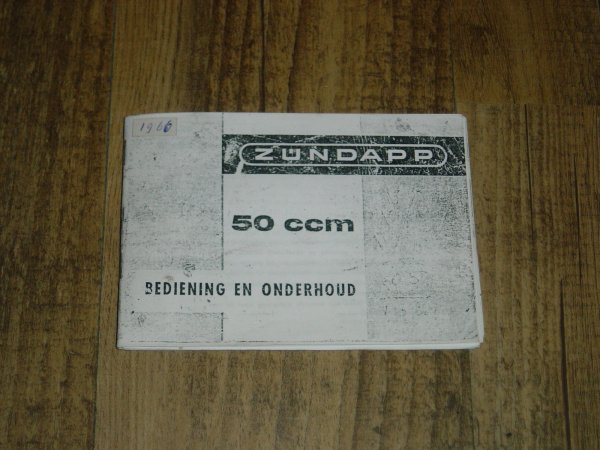 1966
ZÜNDAPP
50 ccm
BEDIENING EN ONDERHOUD